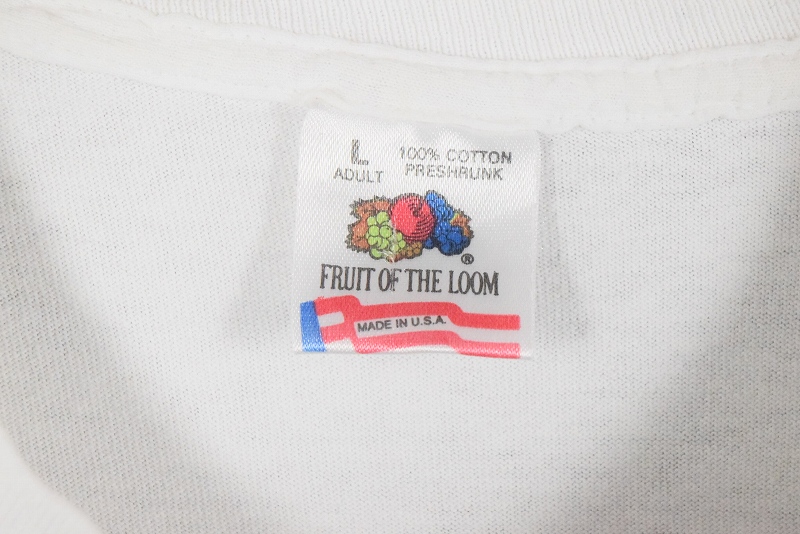 L
ADULT
100% COTTON
PRESHRUNK
®
FRUIT OF THE LOOM
MADE IN U.S.A.